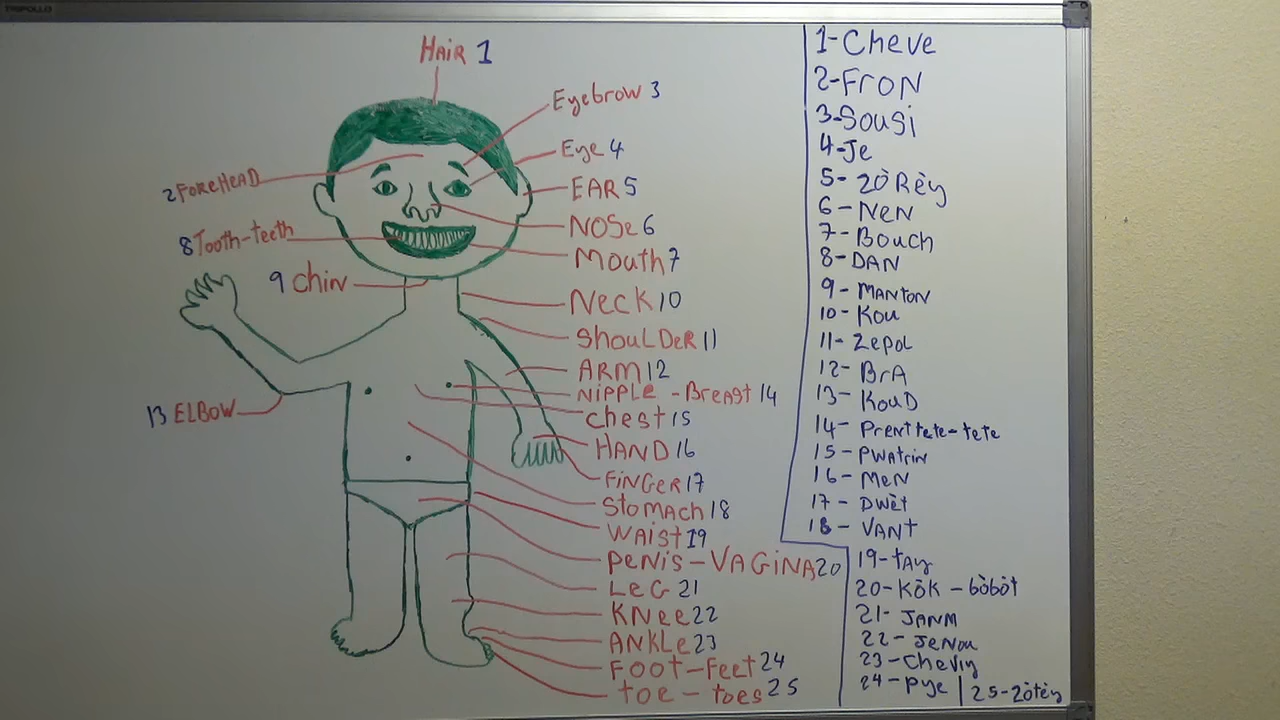 TRIPOLLO
HAiR 1
Eyebrow 3
Eye 4
2 FOReHEAD
EAR 5
NOSe 6
8 Tooth-teeth
Mouth 7
9 Chin
NecK 10
ShouLDeR 11
ARM 12
NiPPLE - BreAst 14
13 ELBOW
Chest 15
HAND 16
FiNGeR 17
StomAch 18
WAist 19
PeNis - VAGiNA 20
LeG 21
KNee 22
ANKLe 23
FOOT - Feet 24
toe - toes 25
1- Cheve
2- FrON
3- Sousi
4- Je
5- ZòRèy
6- NeN
7- Bouch
8- DAN
9- MANtoN
10- Kou
11- ZepoL
12- BrA
13- KouD
14- Prent tete - tete
15- PWAtrin
16- MeN
17- Dwèt
18- VANt
19- tAy
20- KòK - bòbòt
21- JANM
22- JeNou
23- Cheviy
24- Pye | 25- Zòtèy